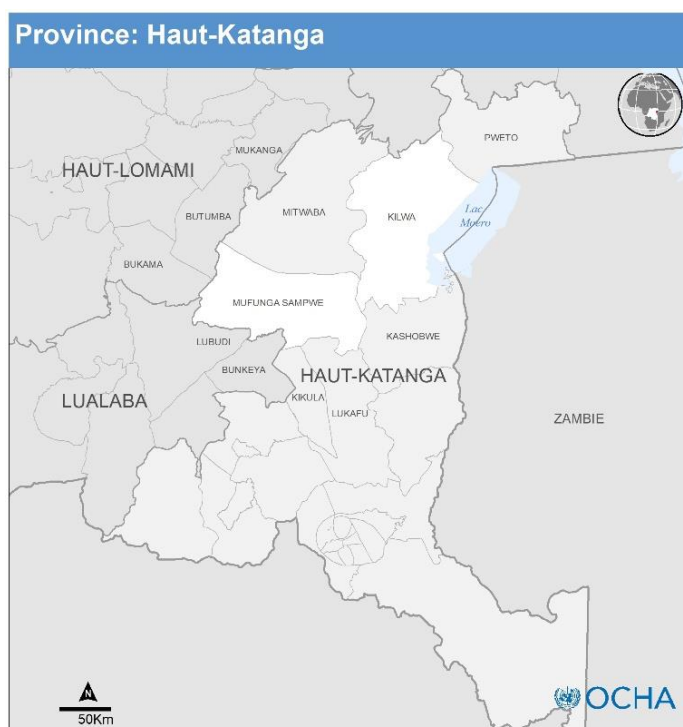 Province: Haut-Katanga
PWETO
MUKANGA
HAUT-LOMAMI
MITWABA
KILWA
Lac
Moero
BUTUMBA
BUKAMA
MUFUNGA SAMPWE
LUBUDI
KASHOBWE
BUNKEYA
HAUT-KATANGA
LUALABA
KIKULA
LUKAFU
ZAMBIE
N
50Km
OCHA